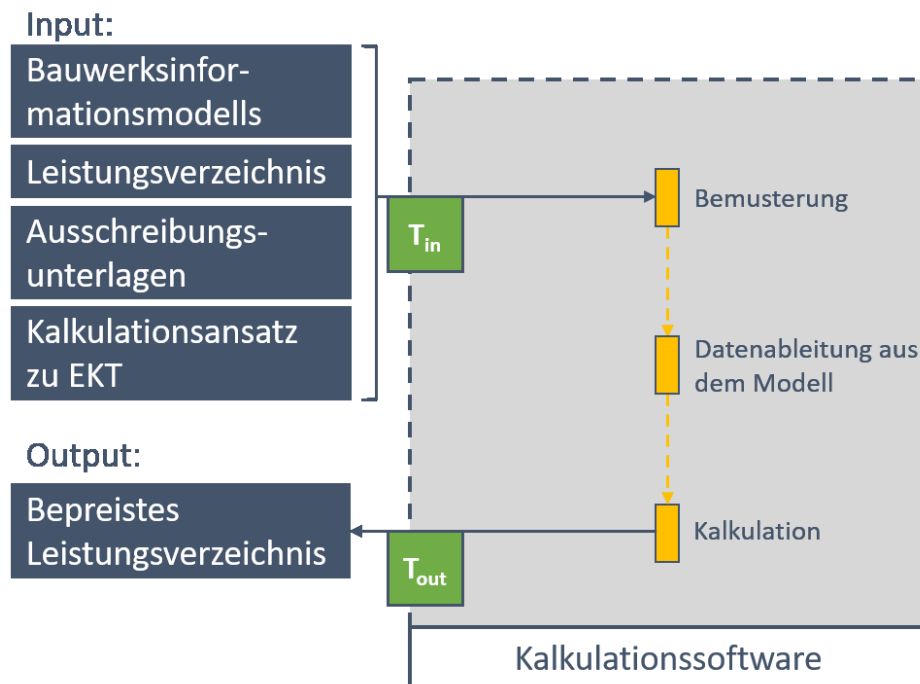 Input:
Bauwerksinfor-
mationsmodells
Leistungsverzeichnis
Ausschreibungs-
unterlagen
Kalkulationsansatz
zu EKT
Tin
Bemusterung
Datenableitung aus
dem Modell
Output:
Bepreistes
Leistungsverzeichnis
Tout
Kalkulation
Kalkulationssoftware